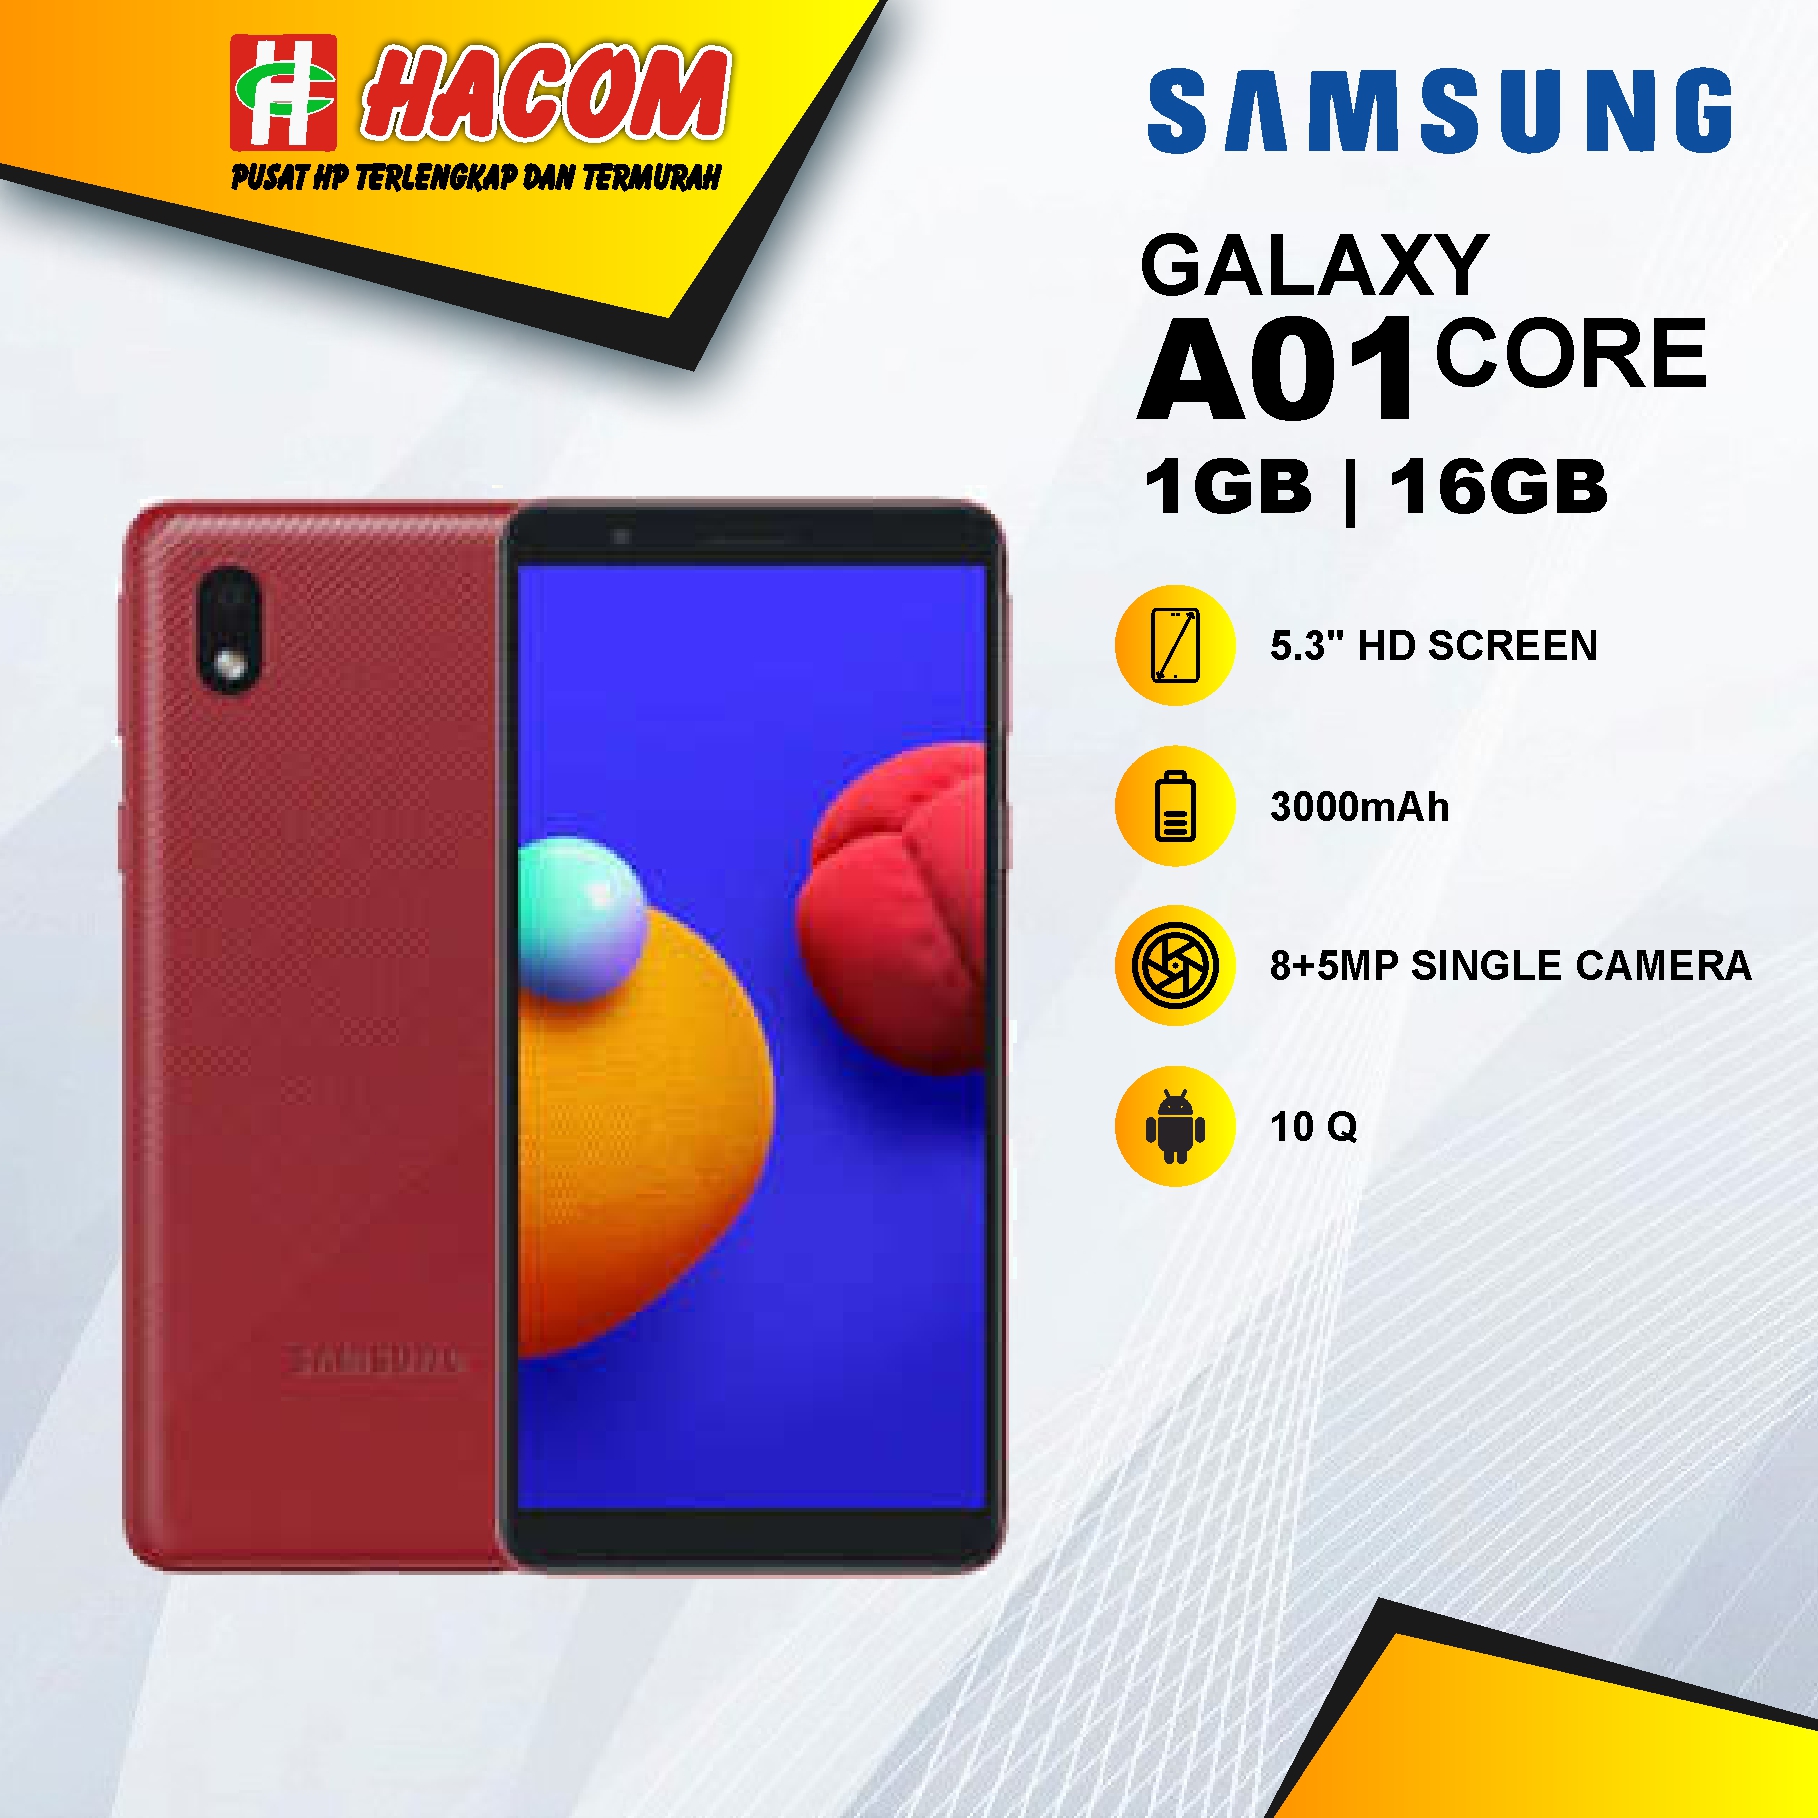 HACOM
PUSAT HP TERLENGKAP DAN TERMURAH
SAMSUNG
GALAXY
A01 CORE
1GB | 16GB
5.3" HD SCREEN
3000mAh
8+5MP SINGLE CAMERA
10 Q
SAMSUNG